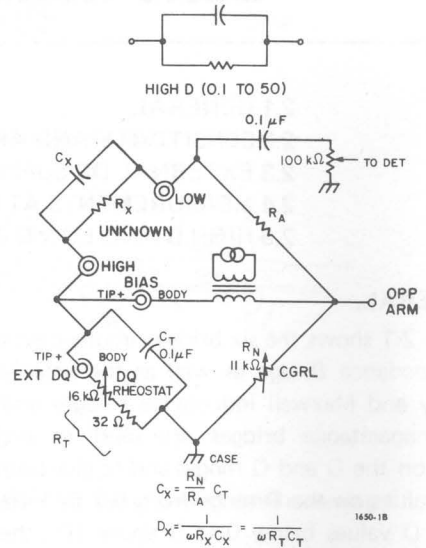 HIGH D (0.1 TO 50)
0.1 µF
100 kΩ
TO DET
CX
RX
LOW
RA
UNKNOWN
HIGH
BIAS
TIP+
BODY
OPP
ARM
CT
0.1µF
TIP+
BODY
EXT DQ
DQ
RHEOSTAT
16 kΩ
32 Ω
RT
RN
11 kΩ
CGRL
CASE
CX = RN/RA CT
DX = 1/ωRXCX = 1/ωRTCT
1650-1B